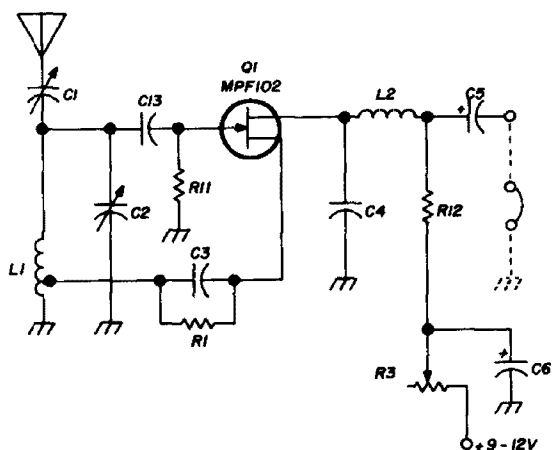 Q1
MPF102
L2
C5
+
C1
C13
R11
C2
C4
R12
C3
L1
R1
+
C6
R3
+9-12V